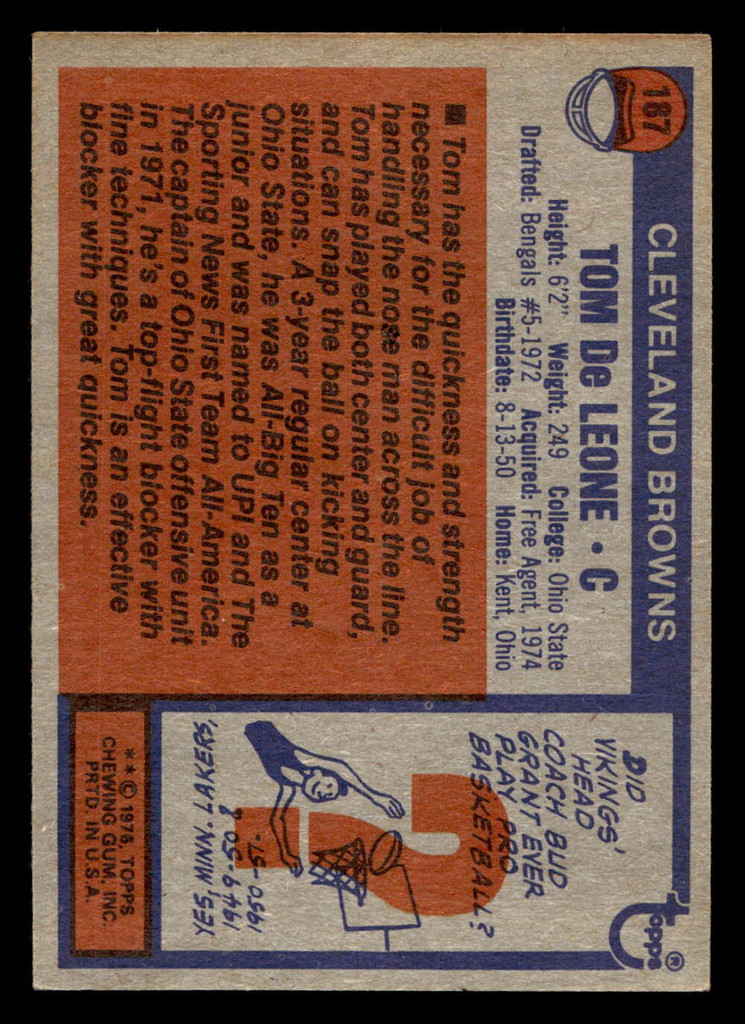 187
CLEVELAND BROWNS
TOM De LEONE • C
Height: 6'2" Weight: 249 College: Ohio State
Drafted: Bengals #5-1972 Acquired: Free Agent, 1974
Birthdate: 8-13-50 Home: Kent, Ohio
■ Tom has the quickness and strength
necessary for the difficult job of
handling the nose man across the line.
Tom has played both center and guard,
and can snap the ball on kicking
situations. A 3-year regular center at
Ohio State, he was All-Big Ten as a
junior and was named to UPI and The
Sporting News First Team All-America.
The captain of Ohio State offensive unit
in 1971, he's a top-flight blocker with
fine techniques. Tom is an effective
blocker with great quickness.
topps®
DID
VIKINGS'
HEAD
COACH BUD
GRANT EVER
PLAY PRO
BASKETBALL?
?
YES, MINN. LAKERS,
1949-50 &
1950-51.
**© 1976, TOPPS
CHEWING GUM, INC.
PRTD. IN U.S.A.